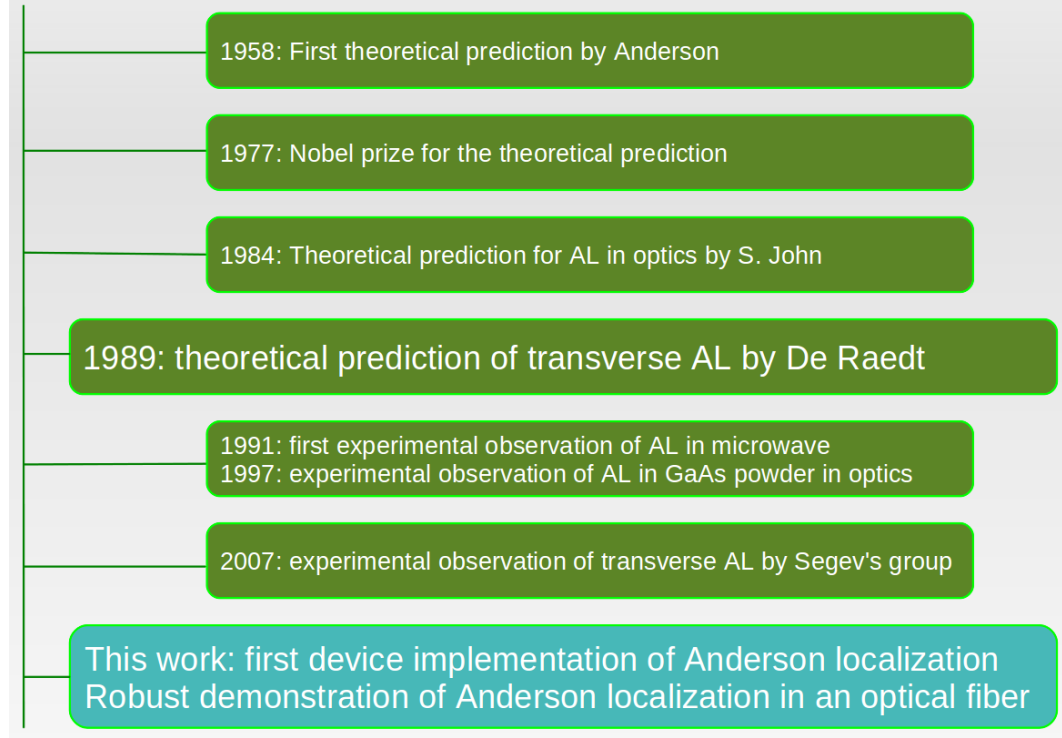 1958: First theoretical prediction by Anderson
1977: Nobel prize for the theoretical prediction
1984: Theoretical prediction for AL in optics by S. John
1989: theoretical prediction of transverse AL by De Raedt
1991: first experimental observation of AL in microwave
1997: experimental observation of AL in GaAs powder in optics
2007: experimental observation of transverse AL by Segev's group
This work: first device implementation of Anderson localization
Robust demonstration of Anderson localization in an optical fiber